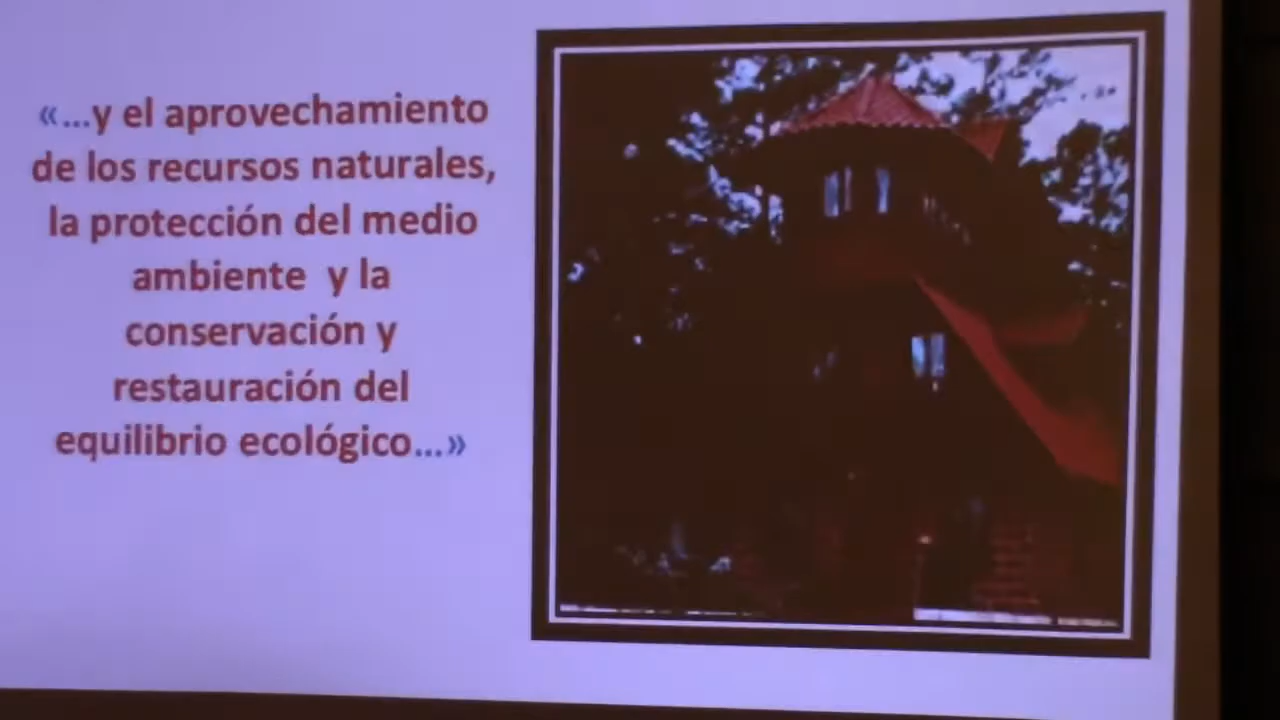 «...y el aprovechamiento
de los recursos naturales,
la protección del medio
ambiente y la
conservación y
restauración del
equilibrio ecológico...»